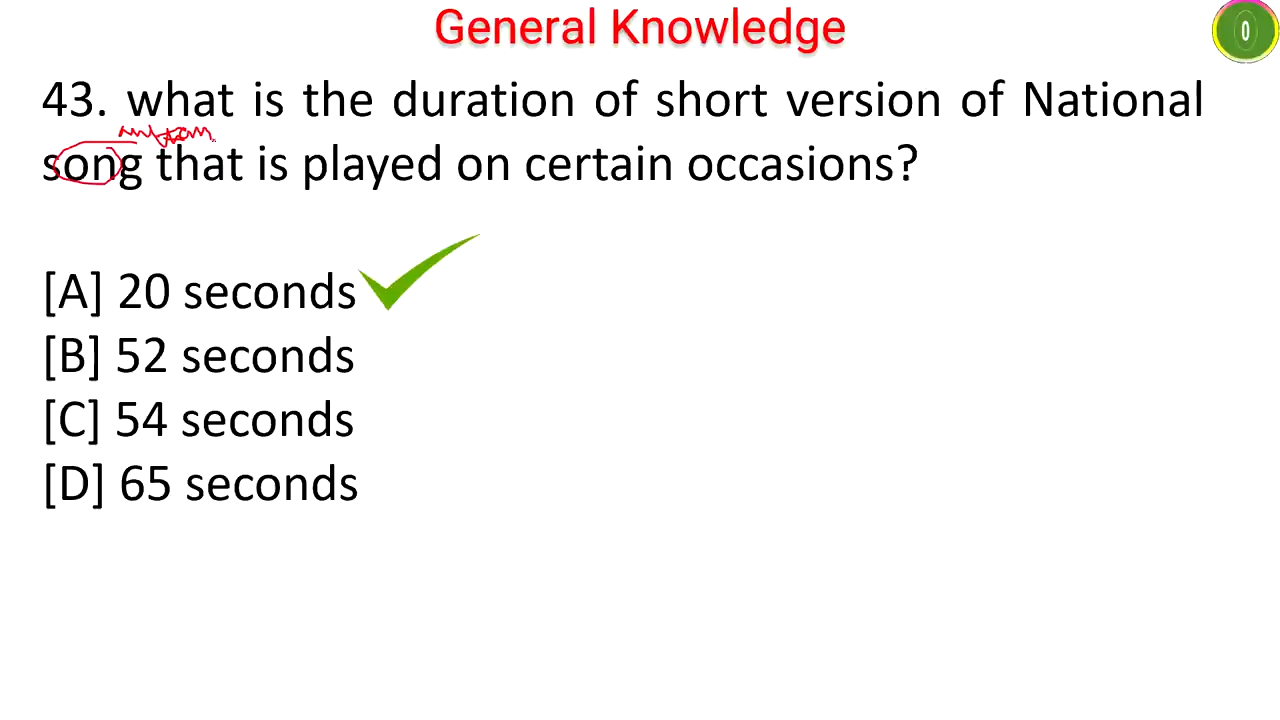 General Knowledge
0
43. what is the duration of short version of National
song that is played on certain occasions?
[A] 20 seconds
[B] 52 seconds
[C] 54 seconds
[D] 65 seconds